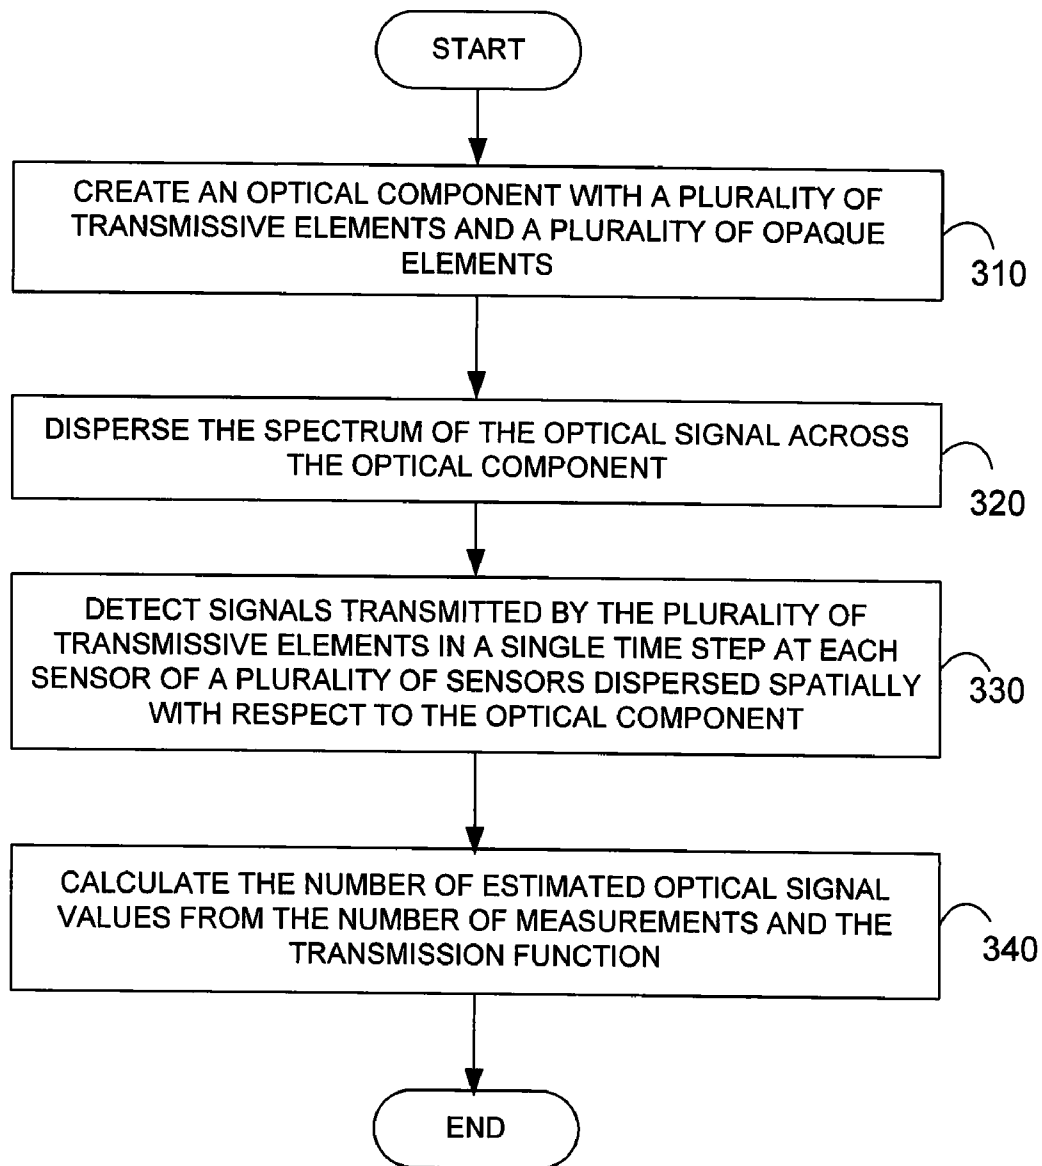 START
CREATE AN OPTICAL COMPONENT WITH A PLURALITY OF
TRANSMISSIVE ELEMENTS AND A PLURALITY OF OPAQUE
ELEMENTS
310
DISPERSE THE SPECTRUM OF THE OPTICAL SIGNAL ACROSS
THE OPTICAL COMPONENT
320
DETECT SIGNALS TRANSMITTED BY THE PLURALITY OF
TRANSMISSIVE ELEMENTS IN A SINGLE TIME STEP AT EACH
SENSOR OF A PLURALITY OF SENSORS DISPERSED SPATIALLY
WITH RESPECT TO THE OPTICAL COMPONENT
330
CALCULATE THE NUMBER OF ESTIMATED OPTICAL SIGNAL
VALUES FROM THE NUMBER OF MEASUREMENTS AND THE
TRANSMISSION FUNCTION
340
END